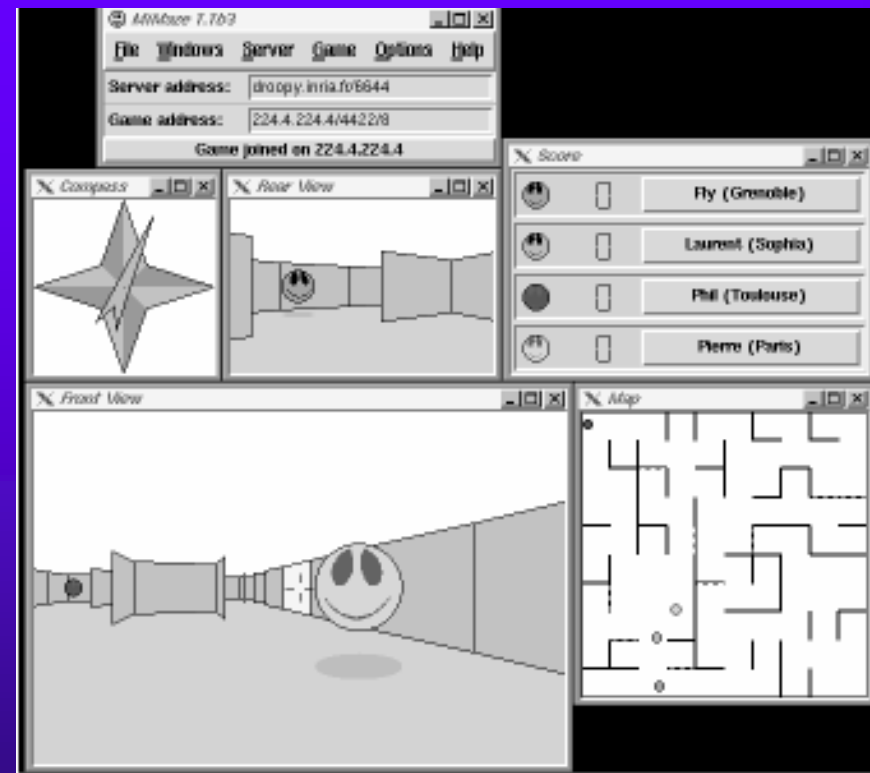 MiMaze 1.1b3
File Windows Server Game Options Help
Server address: droopy.inria.fr/6644
Game address: 224.4.224.4/4422/8
Game joined on 224.4.224.4
Score
Compass
Rear View
Fly (Grenoble)
Laurent (Sophia)
Phil (Toulouse)
Pierre (Paris)
Front View
Map